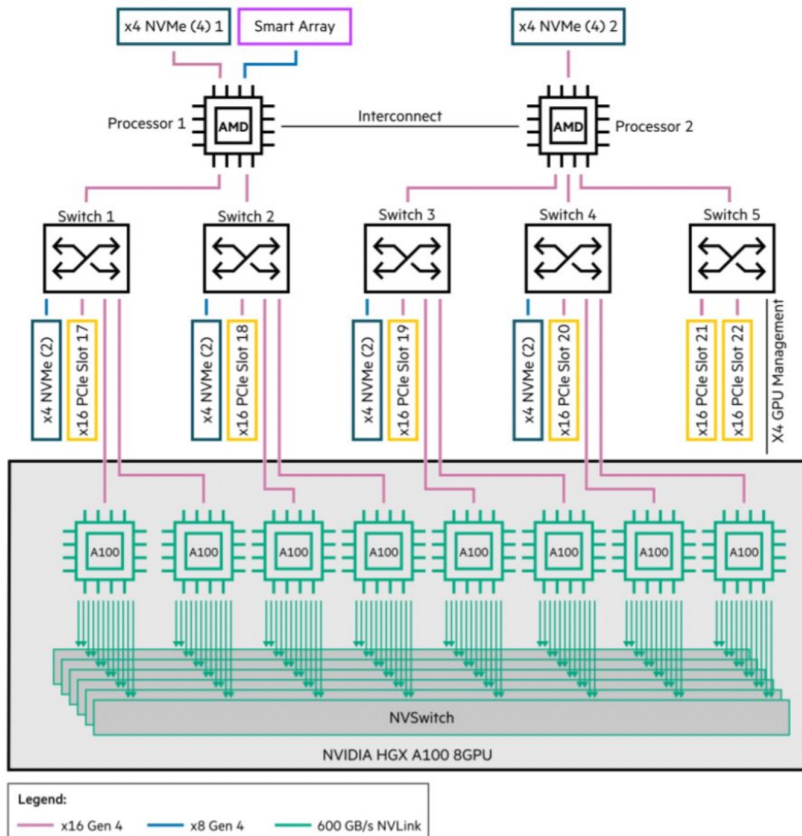 x4 NVMe (4) 1
Smart Array
x4 NVMe (4) 2
Processor 1
AMD
Interconnect
AMD
Processor 2
Switch 1
Switch 2
Switch 3
Switch 4
Switch 5
x4 NVMe (2)
x16 PCIe Slot 17
x4 NVMe (2)
x16 PCIe Slot 18
x4 NVMe (2)
x16 PCIe Slot 19
x4 NVMe (2)
x16 PCIe Slot 20
x16 PCIe Slot 21
x16 PCIe Slot 22
X4 GPU Management
A100
A100
A100
A100
A100
A100
A100
A100
NVSwitch
NVIDIA HGX A100 8GPU
Legend:
x16 Gen 4
x8 Gen 4
600 GB/s NVLink